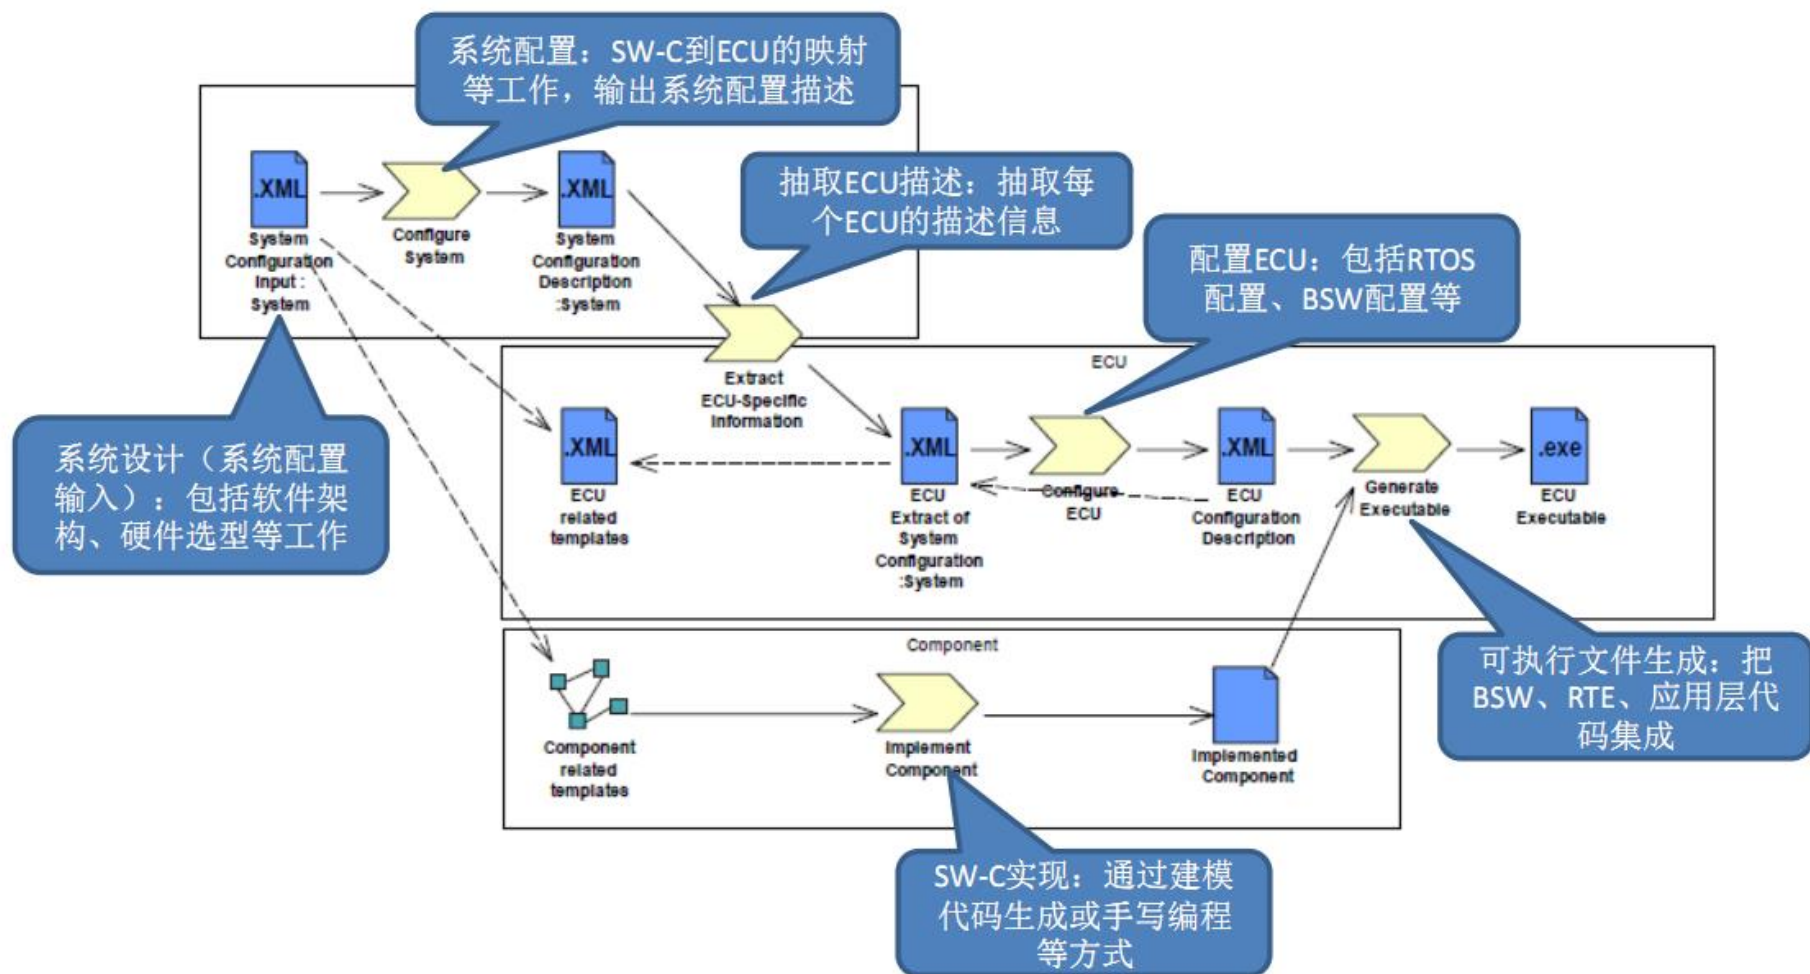 系统配置：SW-C到ECU的映射
等工作，输出系统配置描述
.XML
System
Configuration
Input :
System
Configure
System
.XML
System
Configuration
Description
:System
抽取ECU描述：抽取每
个ECU的描述信息
Extract
ECU-Specific
Information
配置ECU：包括RTOS
配置、BSW配置等
系统设计（系统配置
输入）：包括软件架
构、硬件选型等工作
ECU
.XML
ECU
related
templates
.XML
ECU
Extract of
System
Configuration
:System
Configure
ECU
.XML
ECU
Configuration
Description
Generate
Executable
.exe
ECU
Executable
Component
Component
related
templates
Implement
Component
Implemented
Component
可执行文件生成：把
BSW、RTE、应用层代
码集成
SW-C实现：通过建模
代码生成或手写编程
等方式